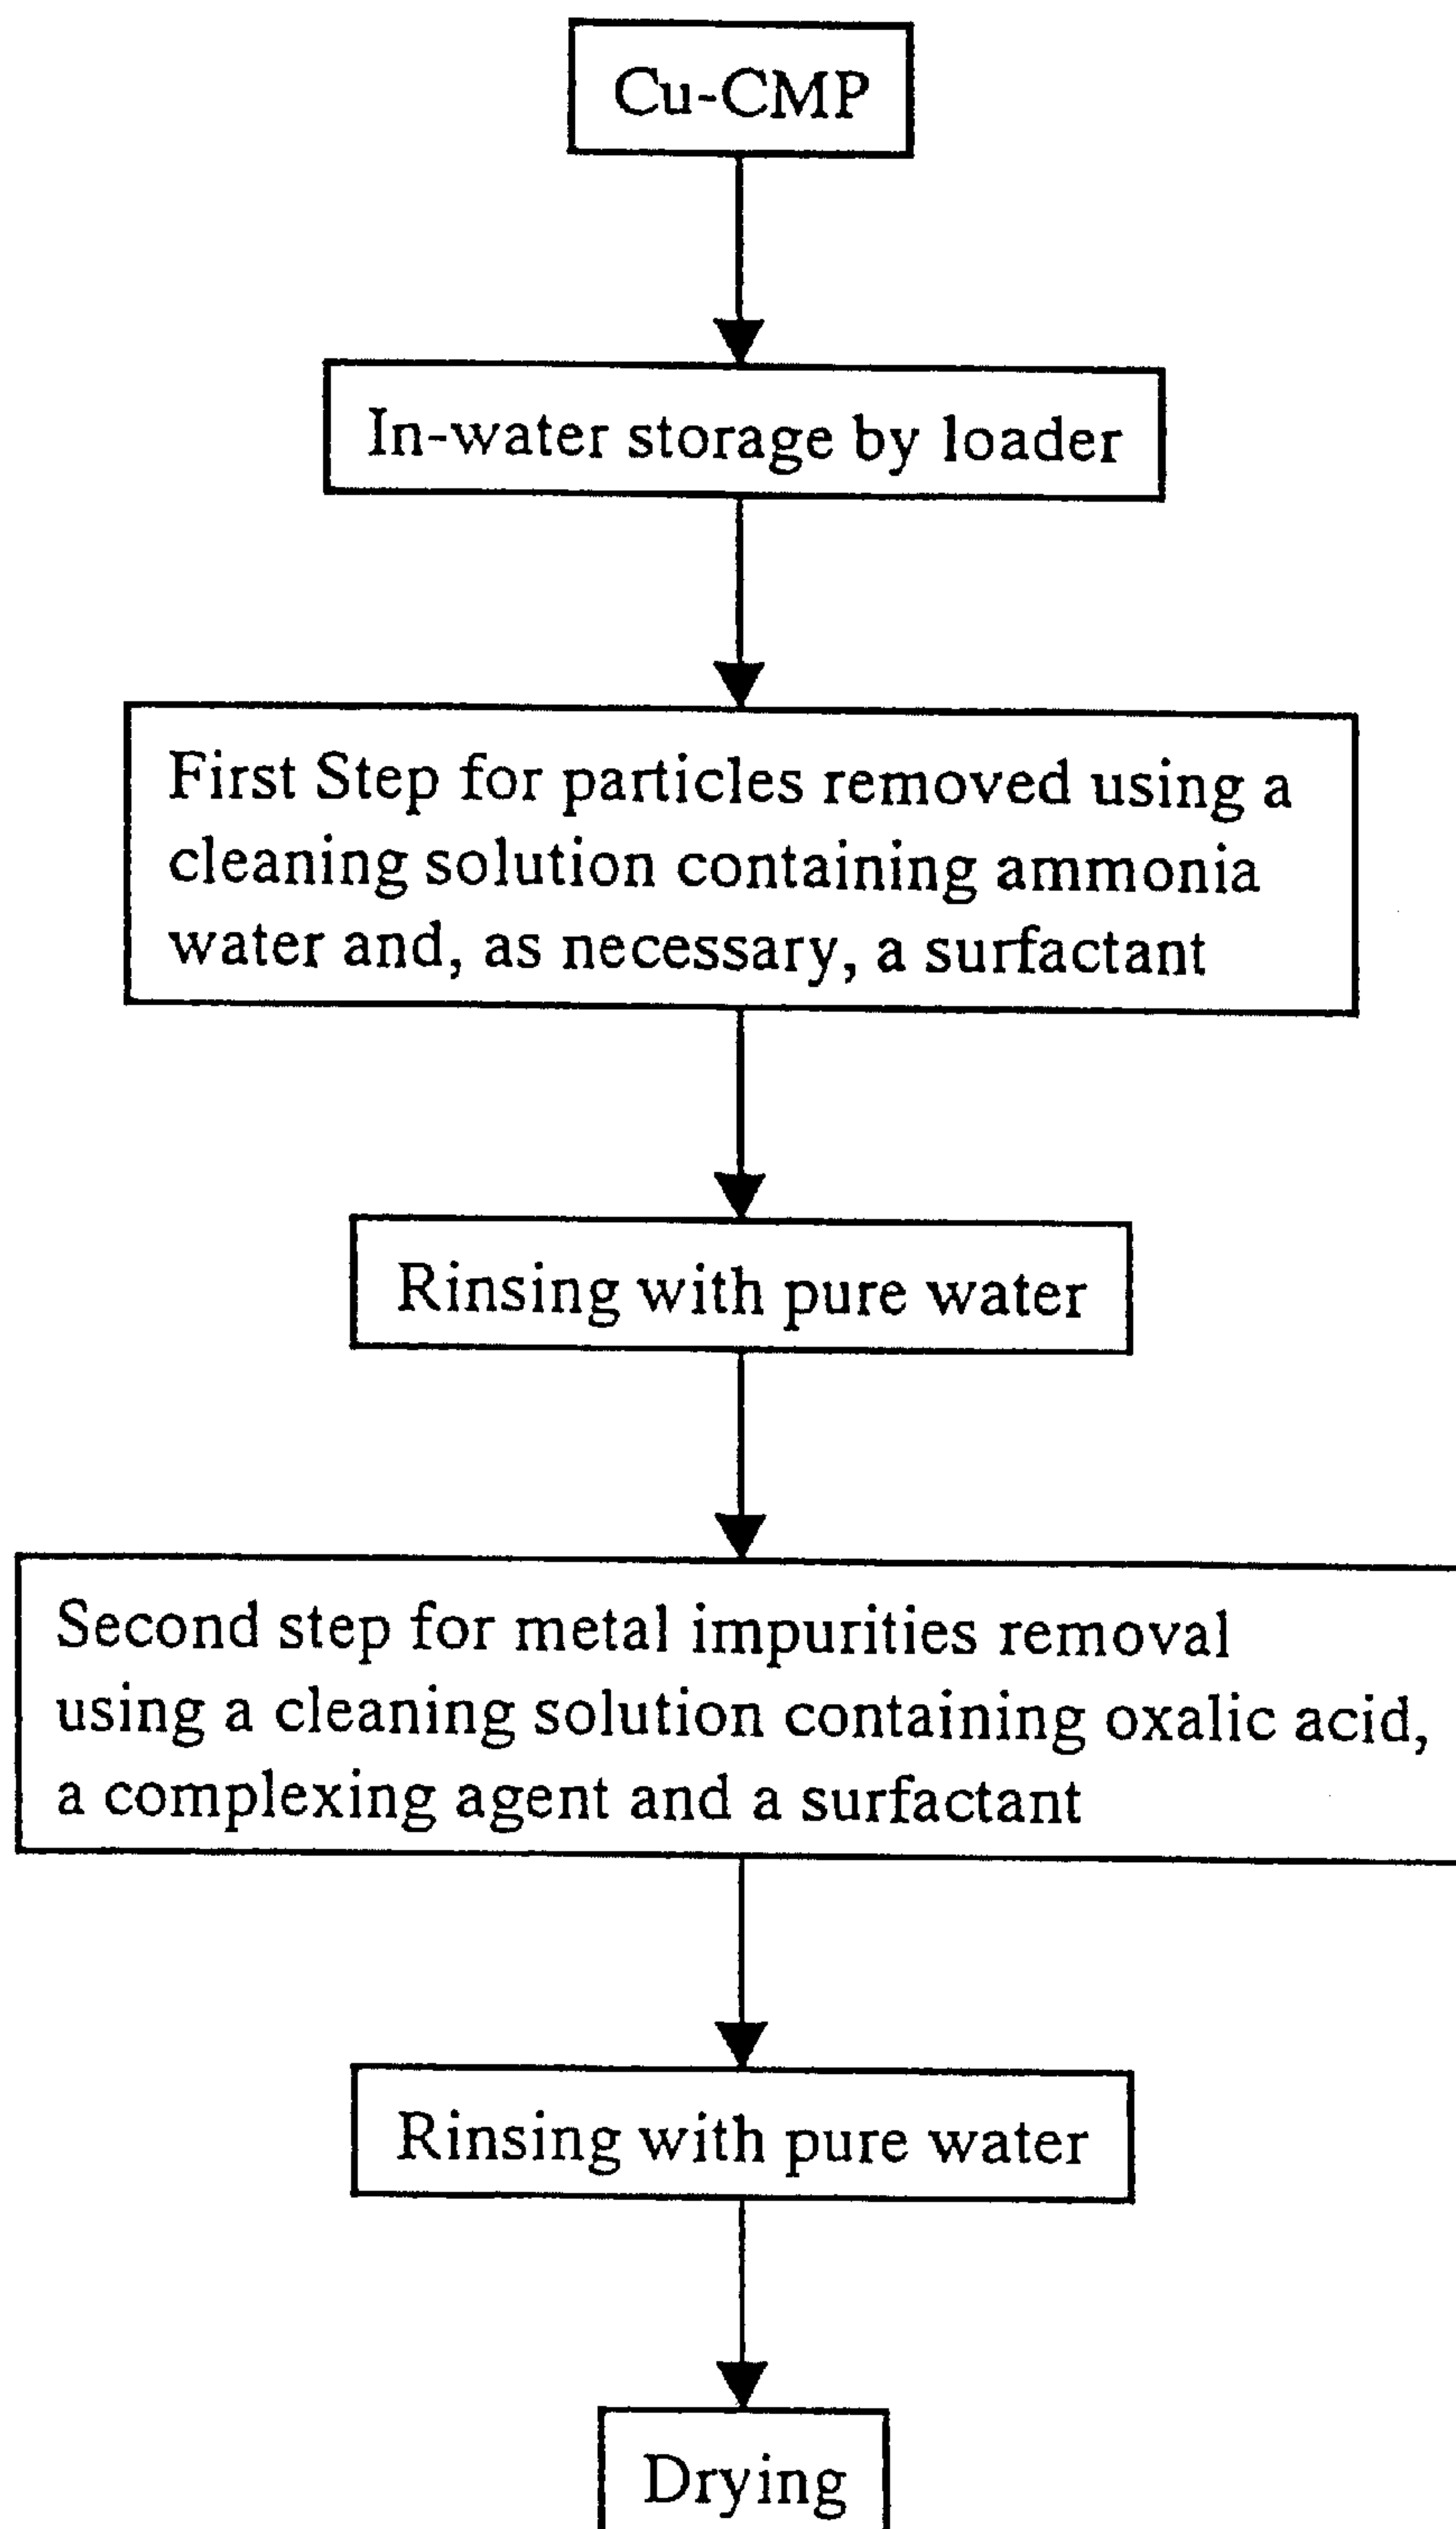 Cu-CMP
In-water storage by loader
First Step for particles removed using a
cleaning solution containing ammonia
water and, as necessary, a surfactant
Rinsing with pure water
Second step for metal impurities removal
using a cleaning solution containing oxalic acid,
a complexing agent and a surfactant
Rinsing with pure water
Drying